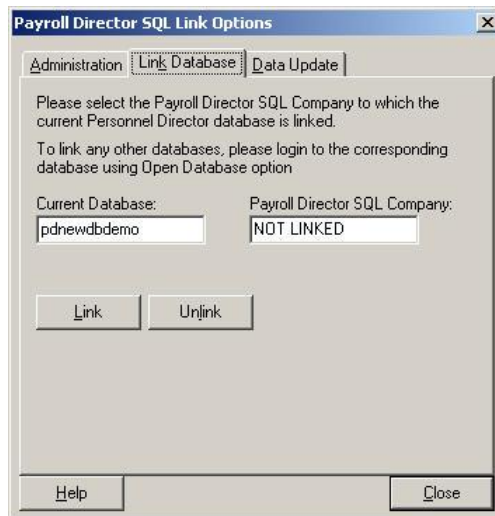 Payroll Director SQL Link Options
Administration Link Database Data Update
Please select the Payroll Director SQL Company to which the
current Personnel Director database is linked.
To link any other databases, please login to the corresponding
database using Open Database option
Current Database: Payroll Director SQL Company:
pdnewdbdemo NOT LINKED
Link Unlink
Help Close